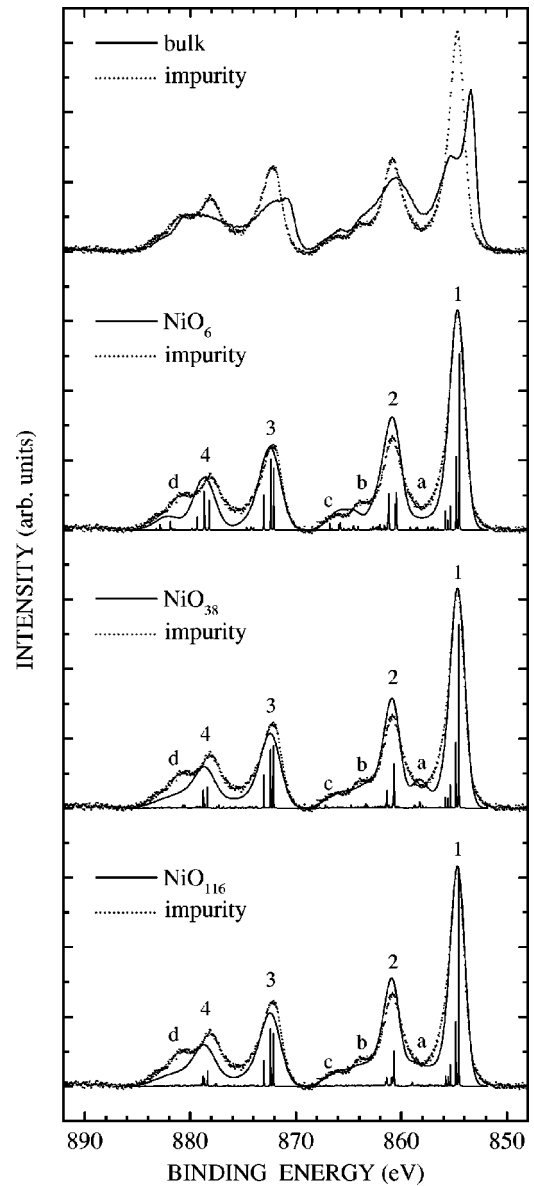 bulk
impurity
1
NiO6
impurity
2
3
4
d
c
b
a
1
NiO38
impurity
2
3
4
d
c
b
a
1
NiO116
impurity
2
3
4
d
c
b
a
INTENSITY (arb. units)
890 880 870 860 850
BINDING ENERGY (eV)